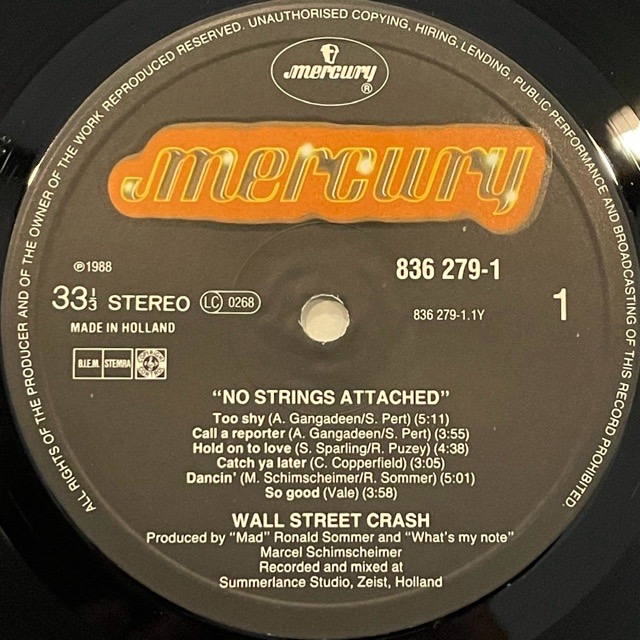 ALL RIGHTS OF THE PRODUCER AND OF THE OWNER OF THE WORK REPRODUCED RESERVED. UNAUTHORISED COPYING, HIRING, LENDING, PUBLIC PERFORMANCE AND BROADCASTING OF THIS RECORD PROHIBITED.
mercury
®
mercury
℗1988
836 279-1
33⅓ STEREO LC 0268
836 279-1.1Y
1
MADE IN HOLLAND
B.I.E.M. STEMRA
“NO STRINGS ATTACHED”
Too shy (A. Gangadeen/S. Pert) (5:11)
Call a reporter (A. Gangadeen/S. Pert) (3:55)
Hold on to love (S. Sparling/R. Puzey) (4:38)
Catch ya later (C. Copperfield) (3:05)
Dancin' (M. Schimscheimer/R. Sommer) (5:01)
So good (Vale) (3:58)
WALL STREET CRASH
Produced by “Mad” Ronald Sommer and “What's my note”
Marcel Schimscheimer
Recorded and mixed at
Summerlance Studio, Zeist, Holland